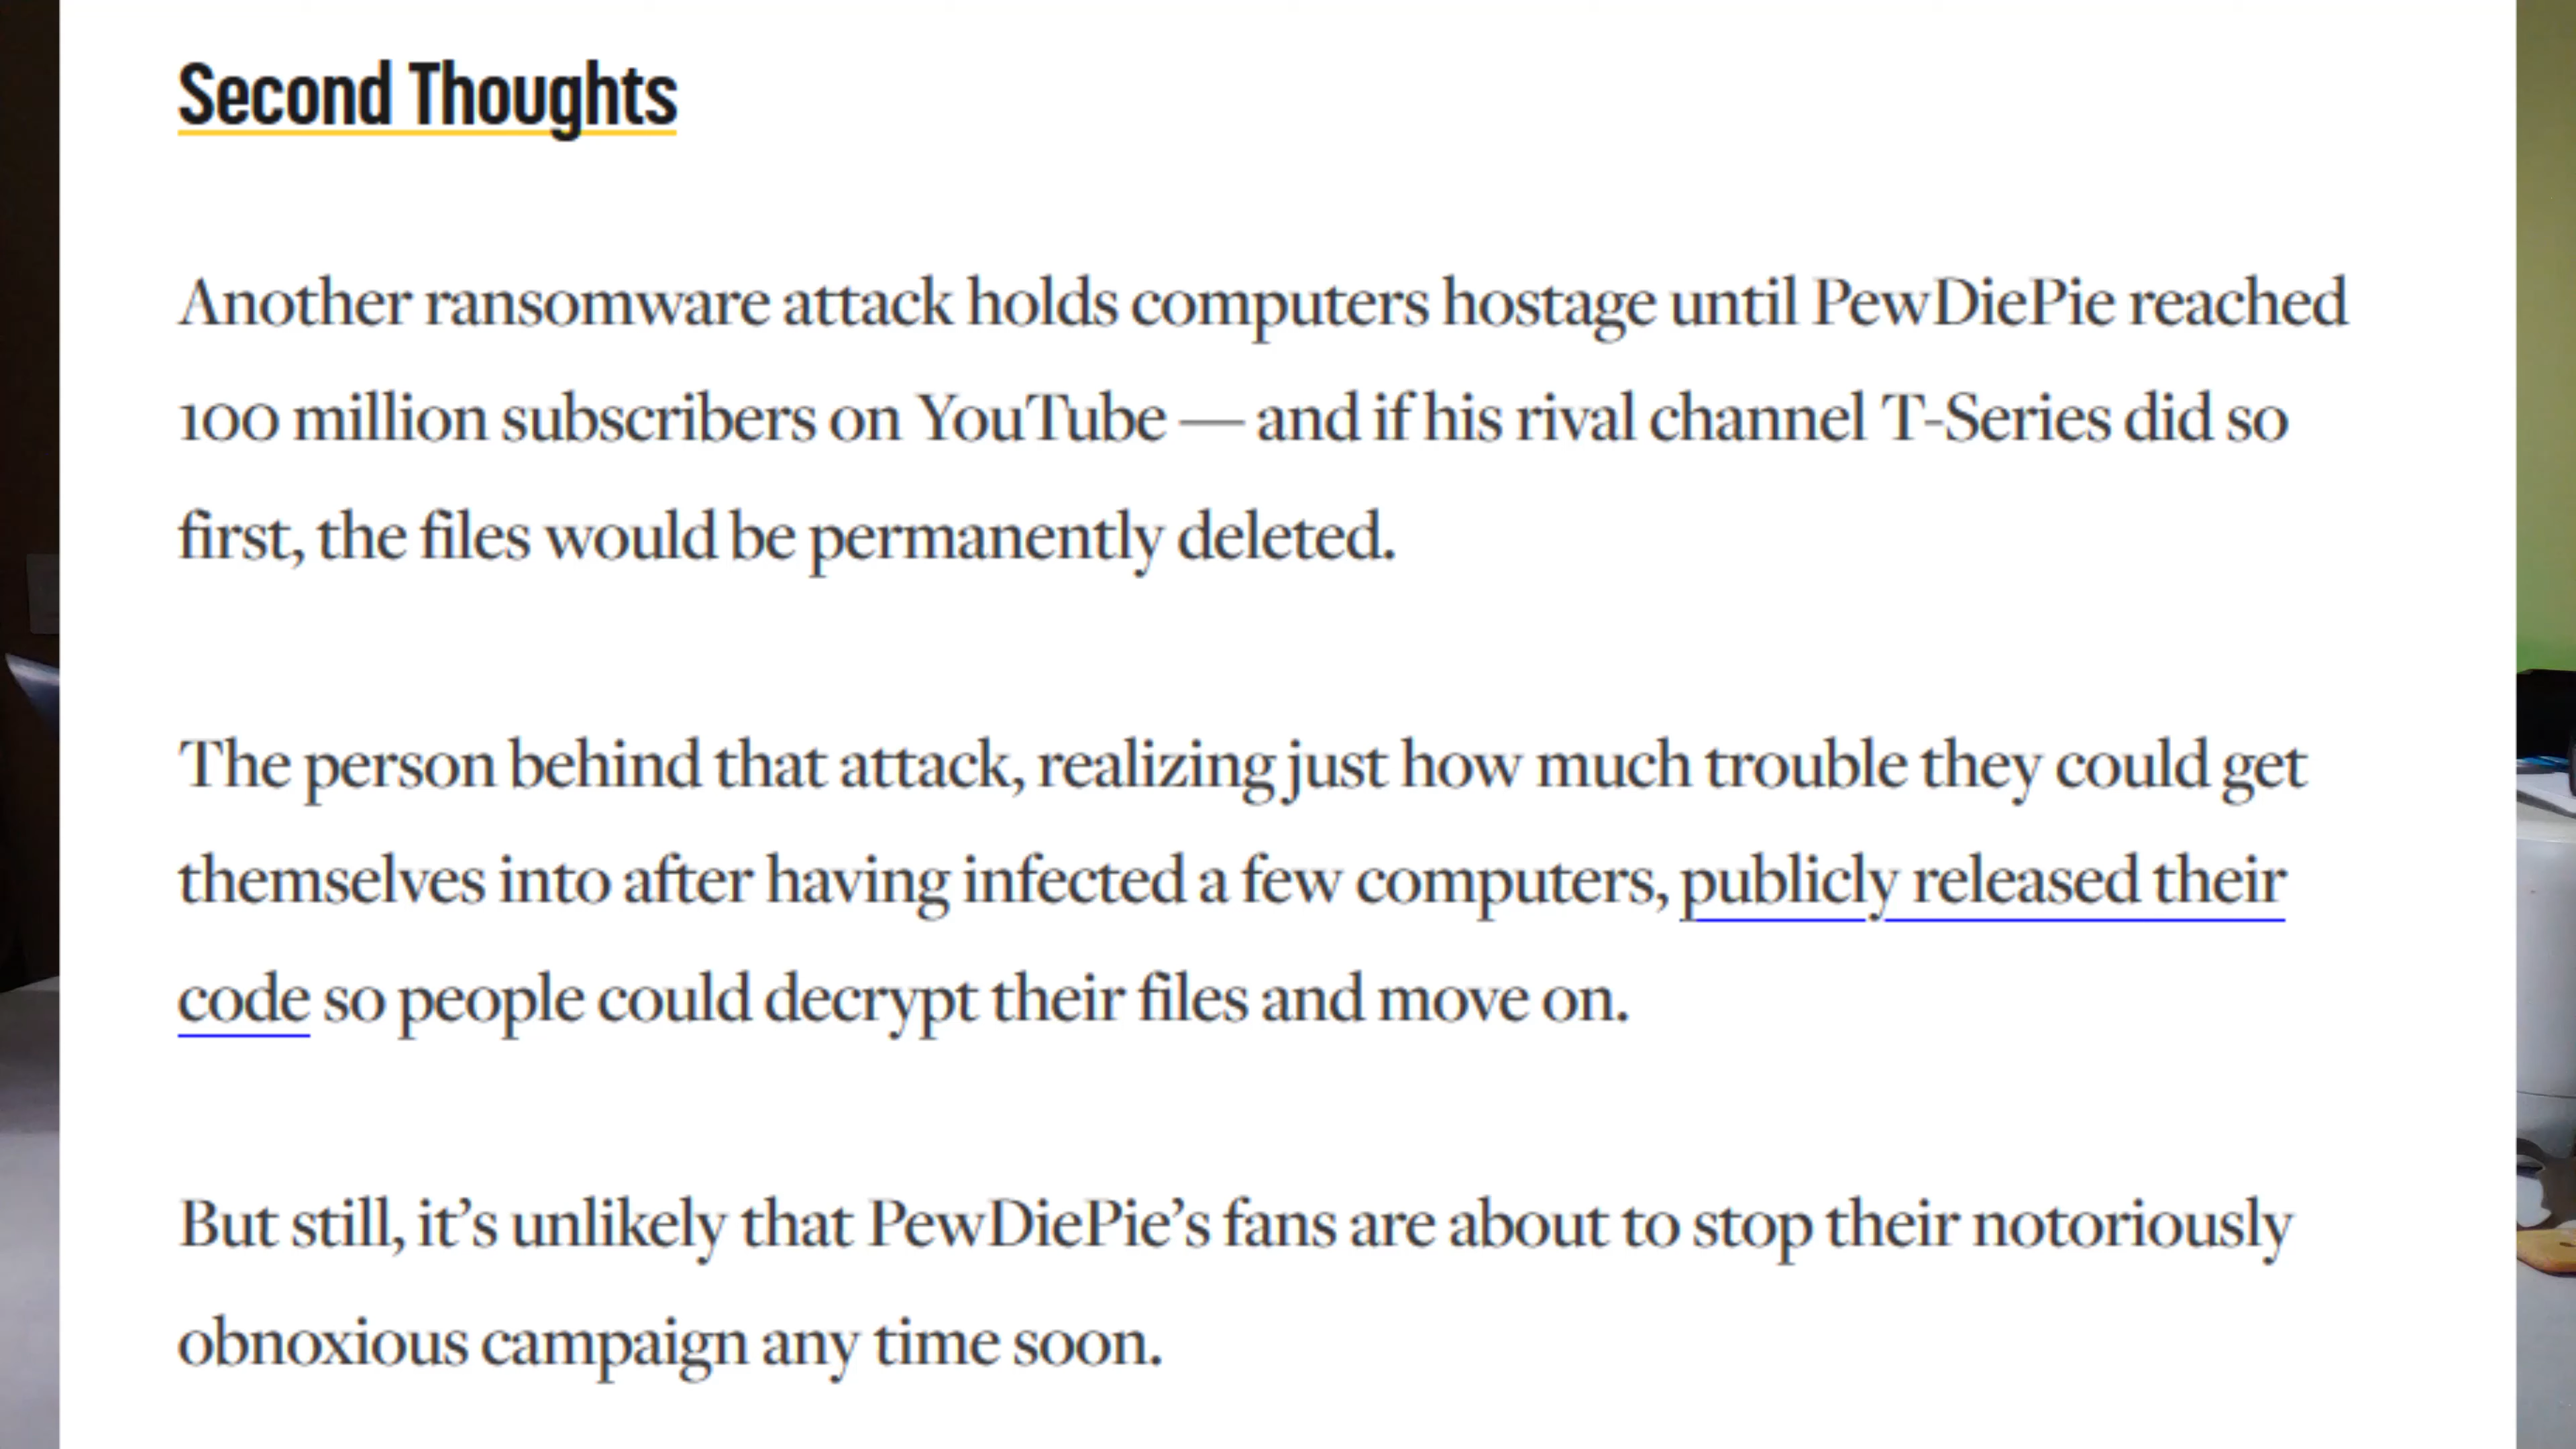 Second Thoughts
Another ransomware attack holds computers hostage until PewDiePie reached
100 million subscribers on YouTube — and if his rival channel T-Series did so
first, the files would be permanently deleted.
The person behind that attack, realizing just how much trouble they could get
themselves into after having infected a few computers, publicly released their
code so people could decrypt their files and move on.
But still, it’s unlikely that PewDiePie’s fans are about to stop their notoriously
obnoxious campaign any time soon.